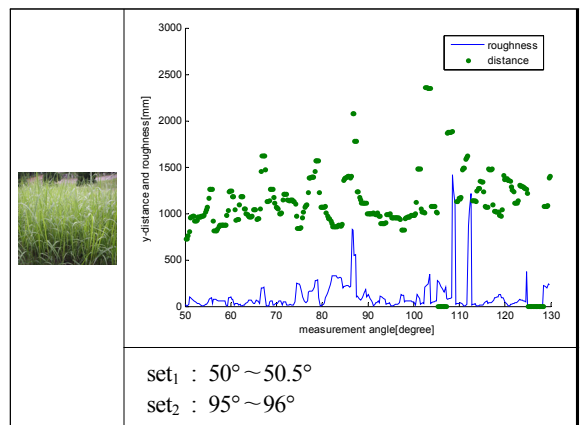 3000
2500
2000
1500
1000
500
0
y-distance and roughness[mm]
roughness
distance
50 60 70 80 90 100 110 120 130
measurement angle[degree]
set₁ : 50°～50.5°
set₂ : 95°～96°